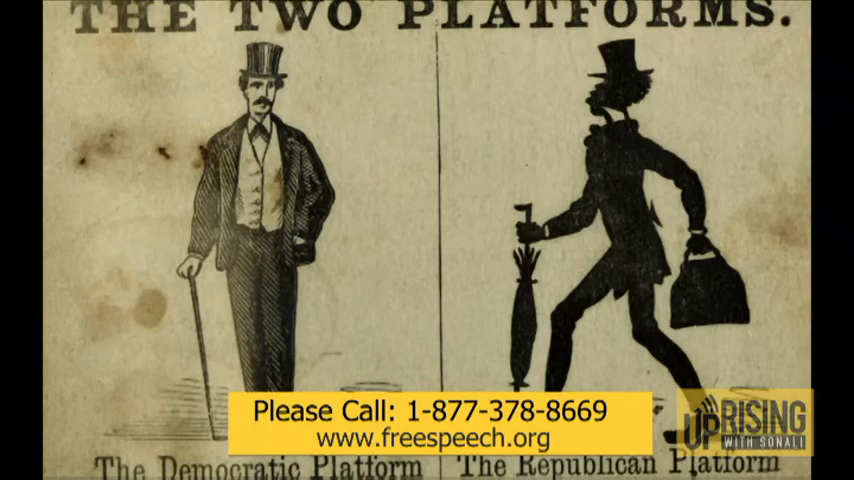 THE TWO PLATFORMS.
Please Call: 1-877-378-8669
www.freespeech.org
UPRISING
WITH SONALI
The Democratic Platform
The Republican Platform